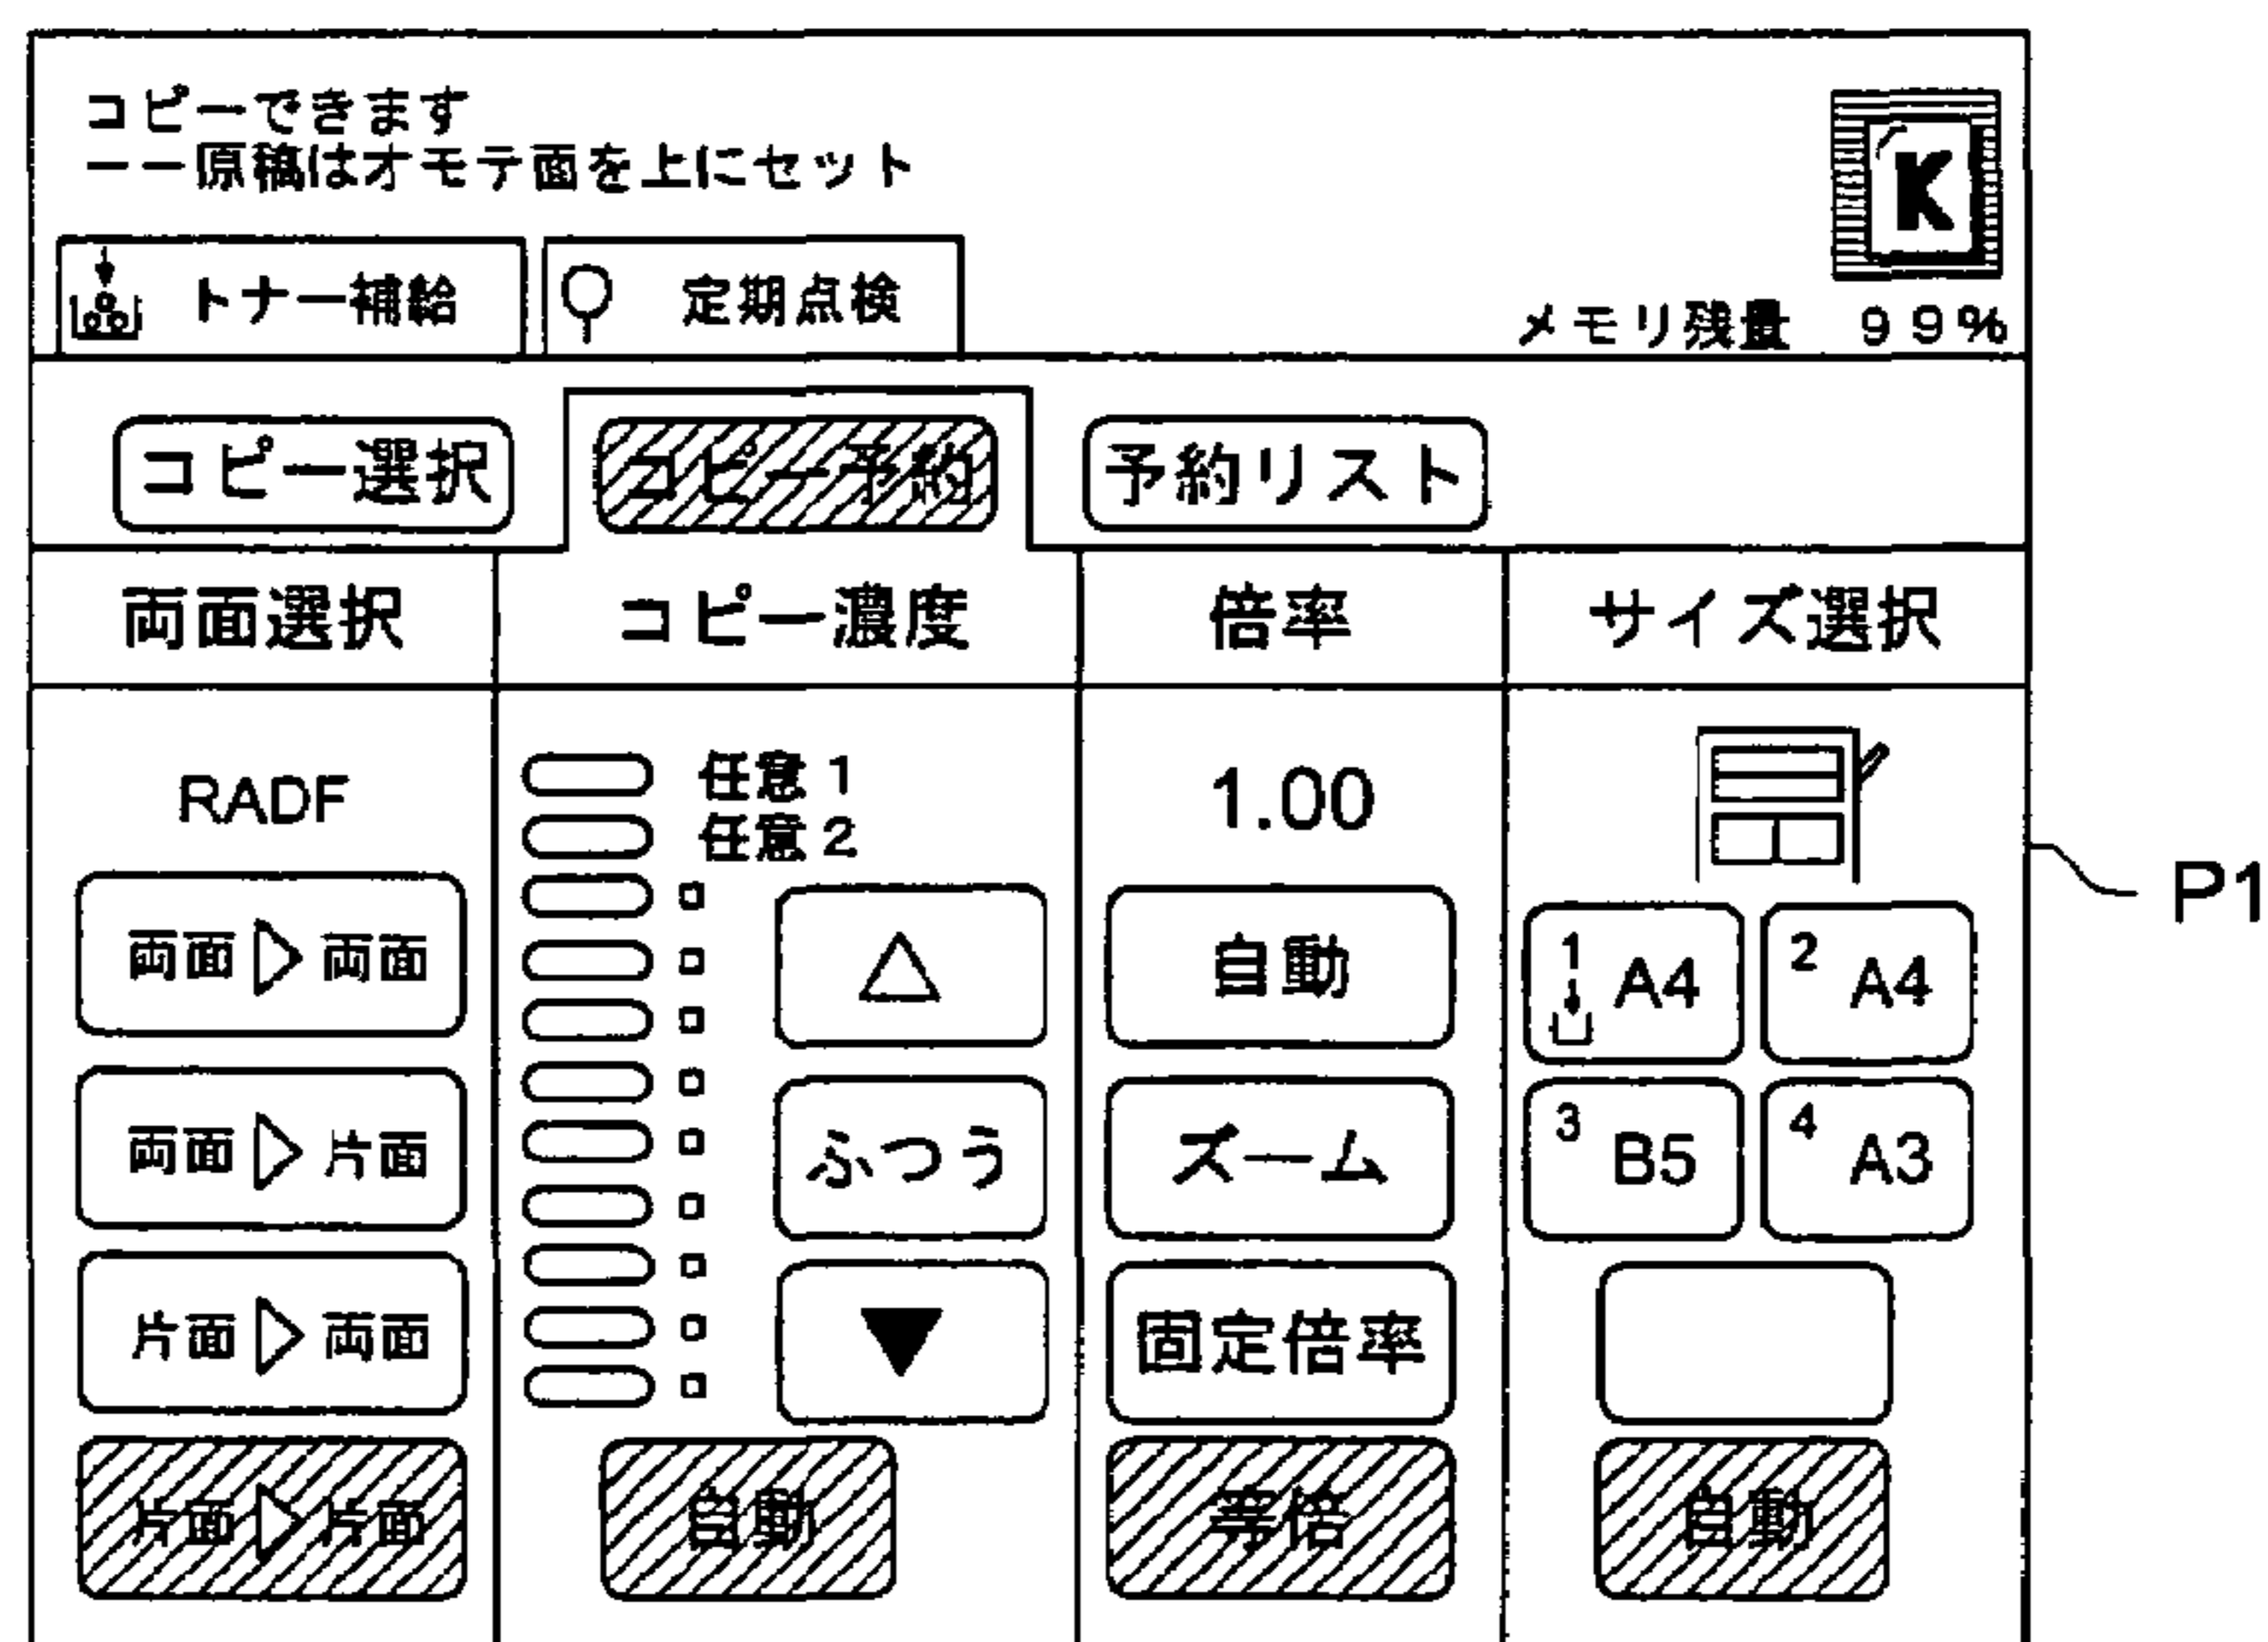 コピーできます
ーー原稿はオモテ面を上にセット
K
トナー補給 定期点検
メモリ残量 99%
コピー選択 コピー予約 予約リスト
両面選択 コピー濃度 倍率 サイズ選択
RADF
両面▷両面
両面▷片面
片面▷両面
片面▷片面
任意1
任意2
△
ふつう
▼
自動
1.00
自動
ズーム
固定倍率
等倍
1 A4 2 A4
3 B5 4 A3
自動
P1